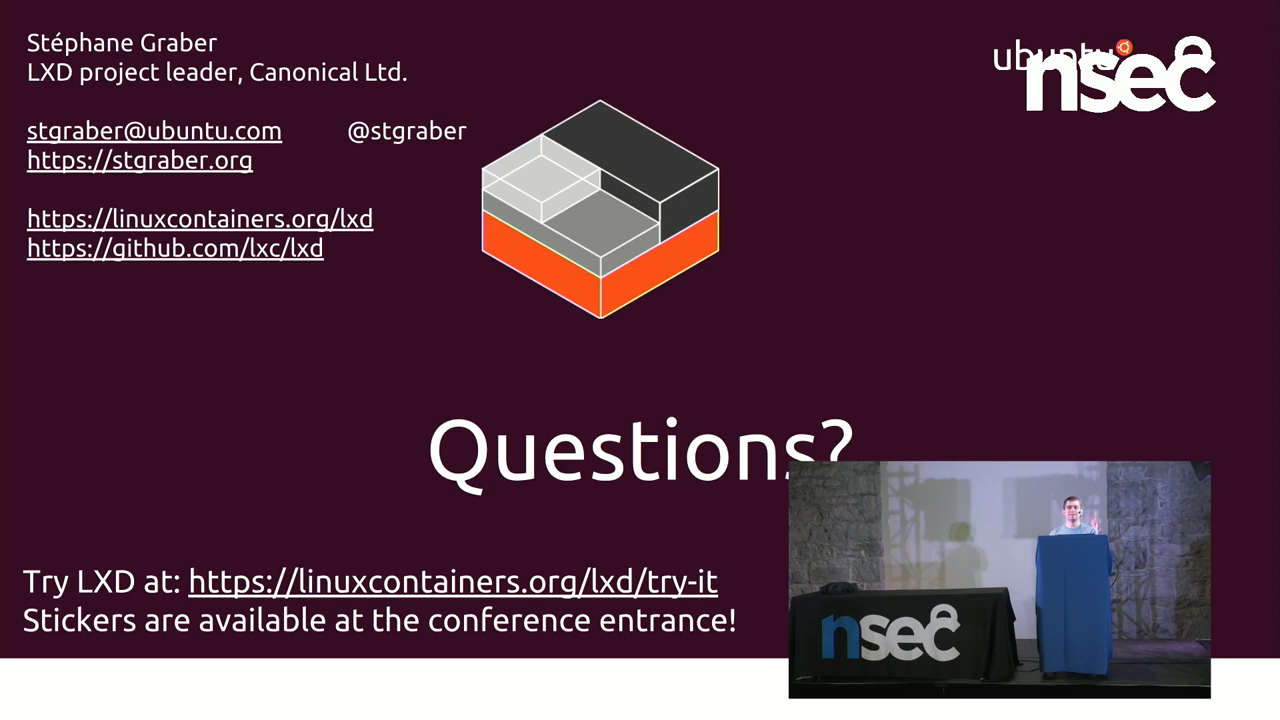 Stéphane Graber
LXD project leader, Canonical Ltd.
stgraber@ubuntu.com @stgraber
https://stgraber.org
https://linuxcontainers.org/lxd
https://github.com/lxc/lxd
ubuntu
nsec
Questions?
Try LXD at: https://linuxcontainers.org/lxd/try-it
Stickers are available at the conference entrance!
nsec